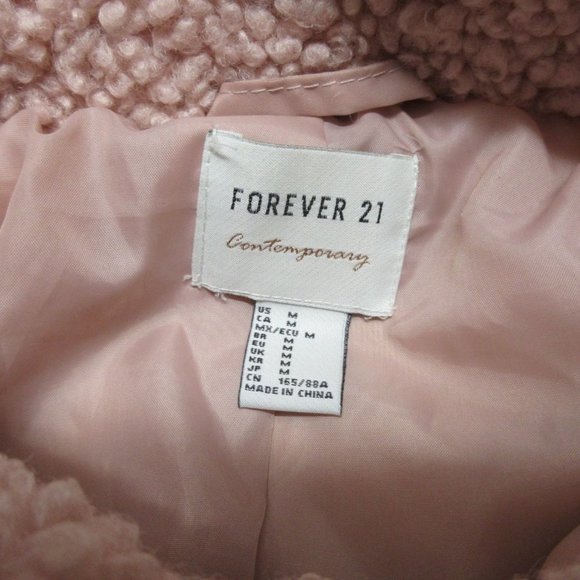 FOREVER 21
Contemporary
US M
CA M
MX/ECU M
BR M
EU M
UK M
KR M
JP M
CN 165/88A
MADE IN CHINA